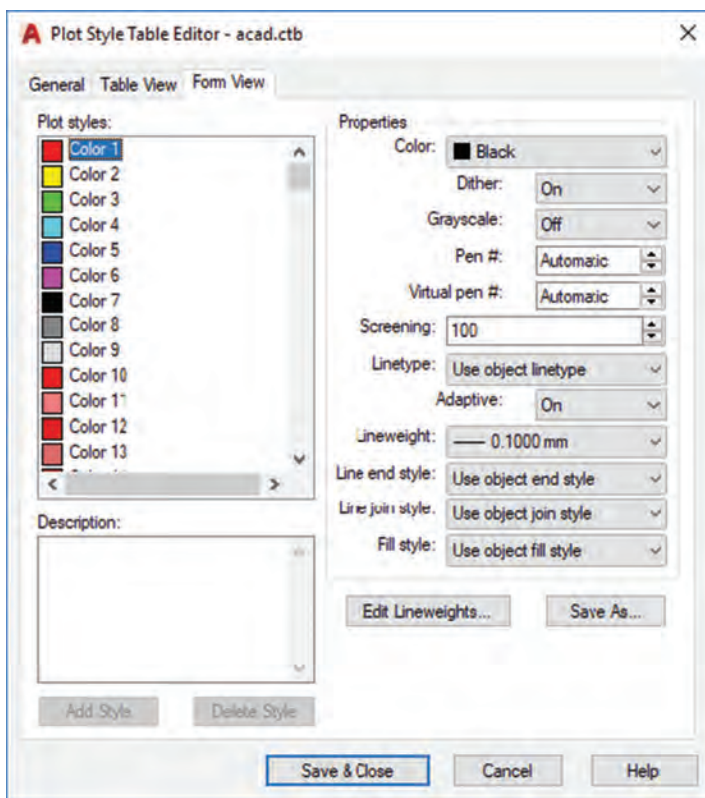 Plot Style Table Editor - acad.ctb
General Table View Form View
Plot styles:
Color 1
Color 2
Color 3
Color 4
Color 5
Color 6
Color 7
Color 8
Color 9
Color 10
Color 11
Color 12
Color 13
Description:
Add Style Delete Style
Properties
Color: Black
Dither: On
Grayscale: Off
Pen #: Automatic
Virtual pen #: Automatic
Screening: 100
Linetype: Use object linetype
Adaptive: On
Lineweight: 0.1000 mm
Line end style: Use object end style
Line join style: Use object join style
Fill style: Use object fill style
Edit Lineweights... Save As...
Save & Close Cancel Help